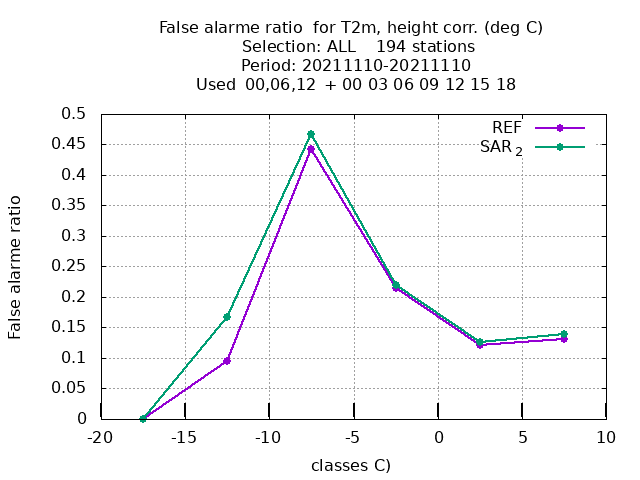 False alarme ratio  for T2m, height corr. (deg C)
Selection: ALL    194 stations
Period: 20211110-20211110
Used  00,06,12  + 00 03 06 09 12 15 18
REF
SAR 2
0.5
0.45
0.4
0.35
0.3
0.25
0.2
0.15
0.1
0.05
0
False alarme ratio
-20 -15 -10 -5 0 5 10
classes C)